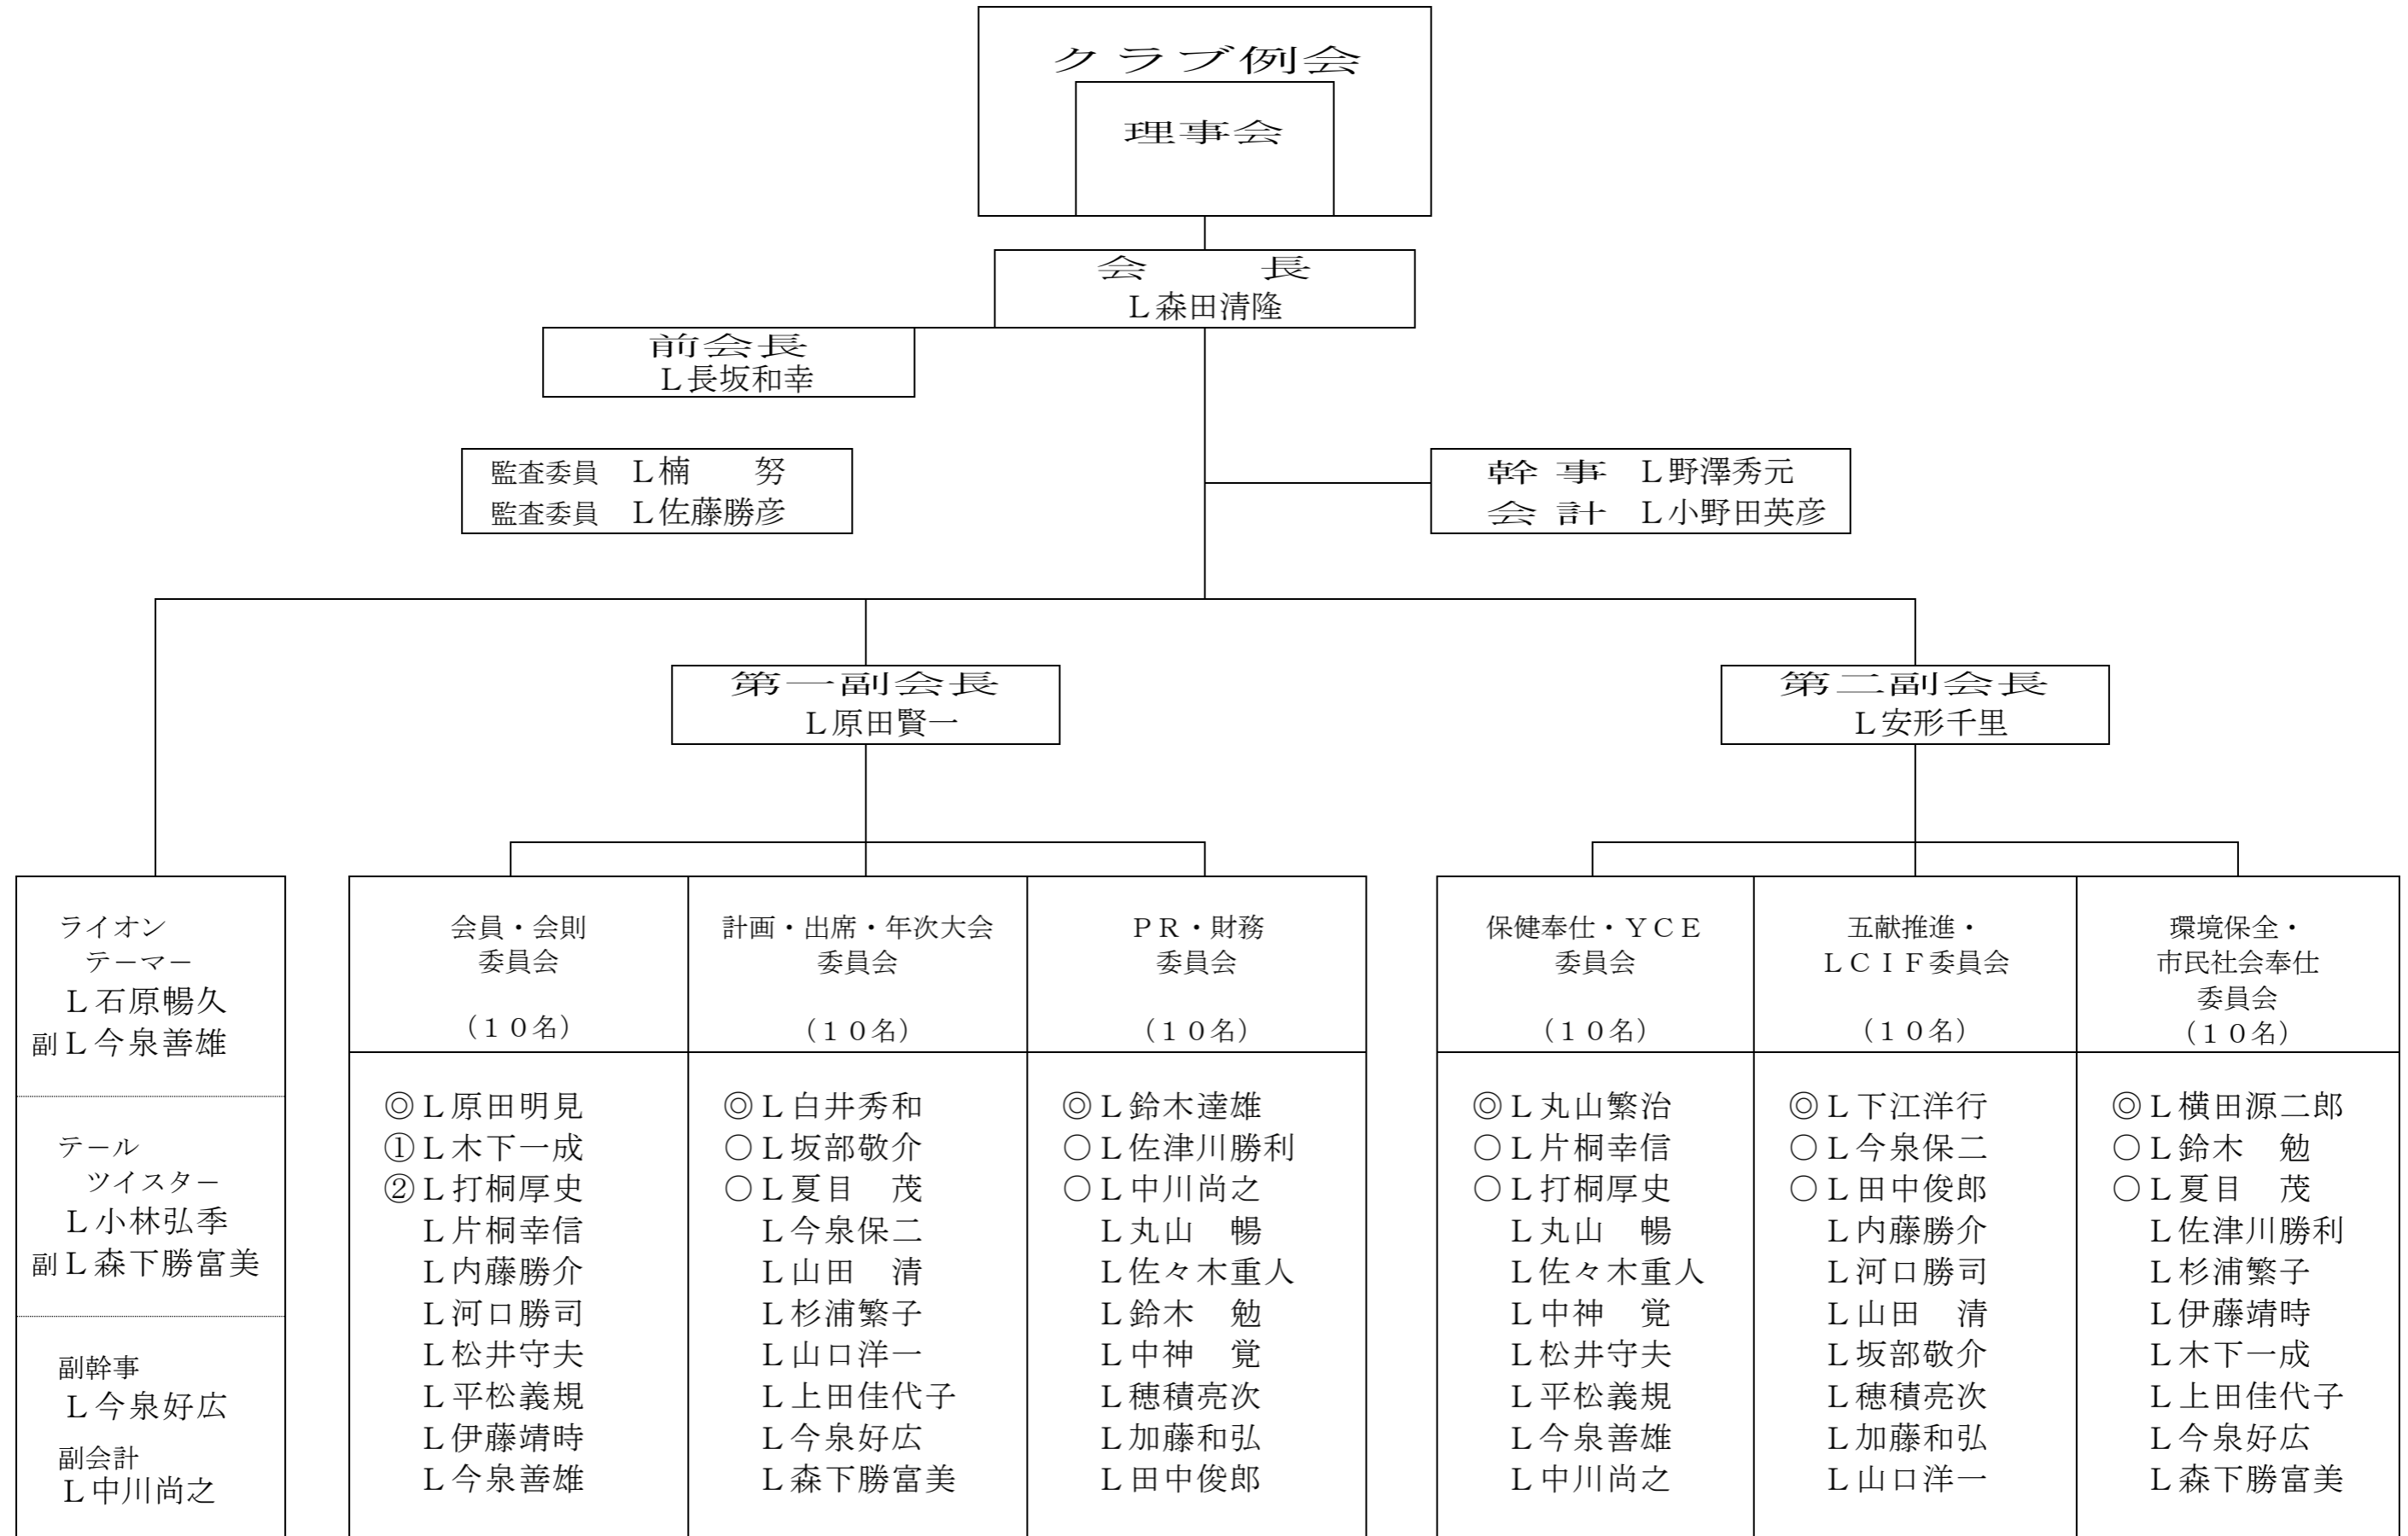 クラブ例会
理事会
会　　長
Ｌ森田清隆
前会長
Ｌ長坂和幸
監査委員　Ｌ楠　　努
監査委員　Ｌ佐藤勝彦
幹 事　Ｌ野澤秀元
会 計　Ｌ小野田英彦
第一副会長
Ｌ原田賢一
第二副会長
Ｌ安形千里
ライオン
テーマー
Ｌ石原暢久
副Ｌ今泉善雄
テール
ツイスター
Ｌ小林弘季
副Ｌ森下勝富美
副幹事
Ｌ今泉好広
副会計
Ｌ中川尚之
会員・会則
委員会
（１０名）
◎Ｌ原田明見
①Ｌ木下一成
②Ｌ打桐厚史
Ｌ片桐幸信
Ｌ内藤勝介
Ｌ河口勝司
Ｌ松井守夫
Ｌ平松義規
Ｌ伊藤靖時
Ｌ今泉善雄
計画・出席・年次大会
委員会
（１０名）
◎Ｌ白井秀和
○Ｌ坂部敬介
○Ｌ夏目　茂
Ｌ今泉保二
Ｌ山田　清
Ｌ杉浦繁子
Ｌ山口洋一
Ｌ上田佳代子
Ｌ今泉好広
Ｌ森下勝富美
ＰＲ・財務
委員会
（１０名）
◎Ｌ鈴木達雄
○Ｌ佐津川勝利
○Ｌ中川尚之
Ｌ丸山　暢
Ｌ佐々木重人
Ｌ鈴木　勉
Ｌ中神　覚
Ｌ穂積亮次
Ｌ加藤和弘
Ｌ田中俊郎
保健奉仕・ＹＣＥ
委員会
（１０名）
◎Ｌ丸山繁治
○Ｌ片桐幸信
○Ｌ打桐厚史
Ｌ丸山　暢
Ｌ佐々木重人
Ｌ中神　覚
Ｌ松井守夫
Ｌ平松義規
Ｌ今泉善雄
Ｌ中川尚之
五献推進・
ＬＣＩＦ委員会
（１０名）
◎Ｌ下江洋行
○Ｌ今泉保二
○Ｌ田中俊郎
Ｌ内藤勝介
Ｌ河口勝司
Ｌ山田　清
Ｌ坂部敬介
Ｌ穂積亮次
Ｌ加藤和弘
Ｌ山口洋一
環境保全・
市民社会奉仕
委員会
（１０名）
◎Ｌ横田源二郎
○Ｌ鈴木　勉
○Ｌ夏目　茂
Ｌ佐津川勝利
Ｌ杉浦繁子
Ｌ伊藤靖時
Ｌ木下一成
Ｌ上田佳代子
Ｌ今泉好広
Ｌ森下勝富美